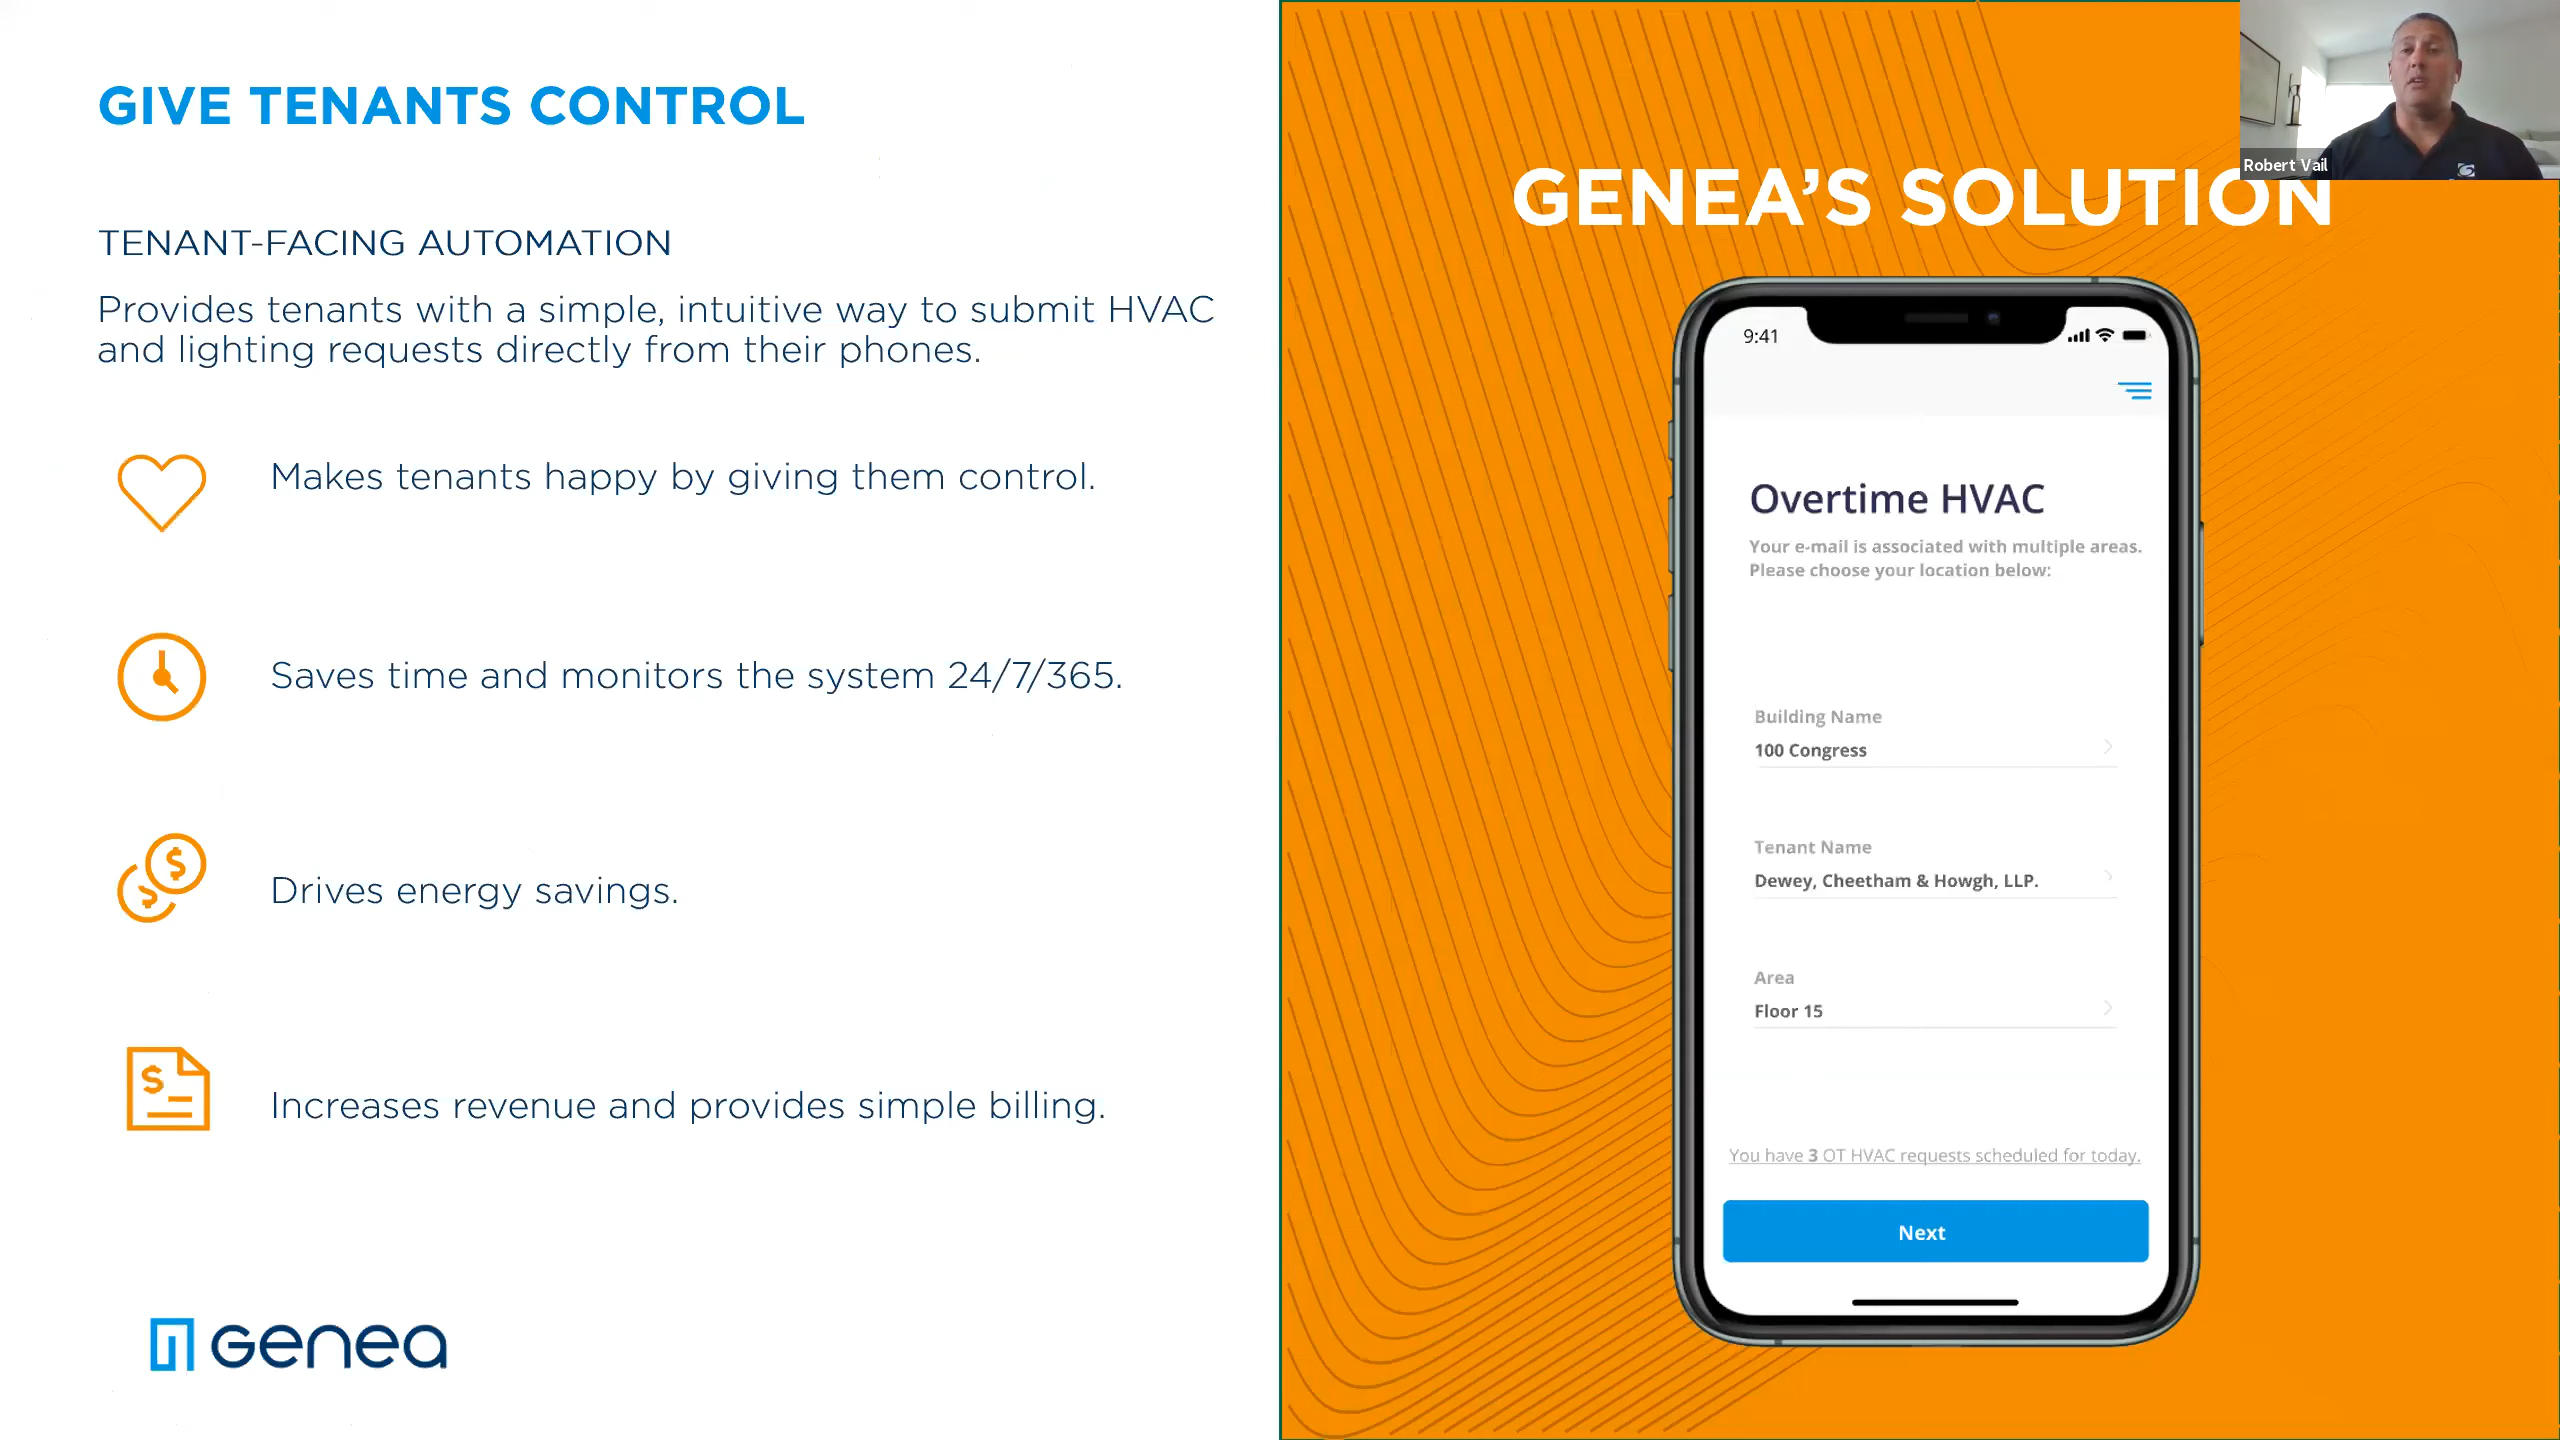 GIVE TENANTS CONTROL
TENANT-FACING AUTOMATION
Provides tenants with a simple, intuitive way to submit HVAC
and lighting requests directly from their phones.
Makes tenants happy by giving them control.
Saves time and monitors the system 24/7/365.
$
$
Drives energy savings.
$
Increases revenue and provides simple billing.
Genea
Robert Vail
GENEA'S SOLUTION
9:41
Overtime HVAC
Your e-mail is associated with multiple areas.
Please choose your location below:
Building Name
100 Congress
Tenant Name
Dewey, Cheetham & Howgh, LLP.
Area
Floor 15
You have 3 OT HVAC requests scheduled for today.
Next